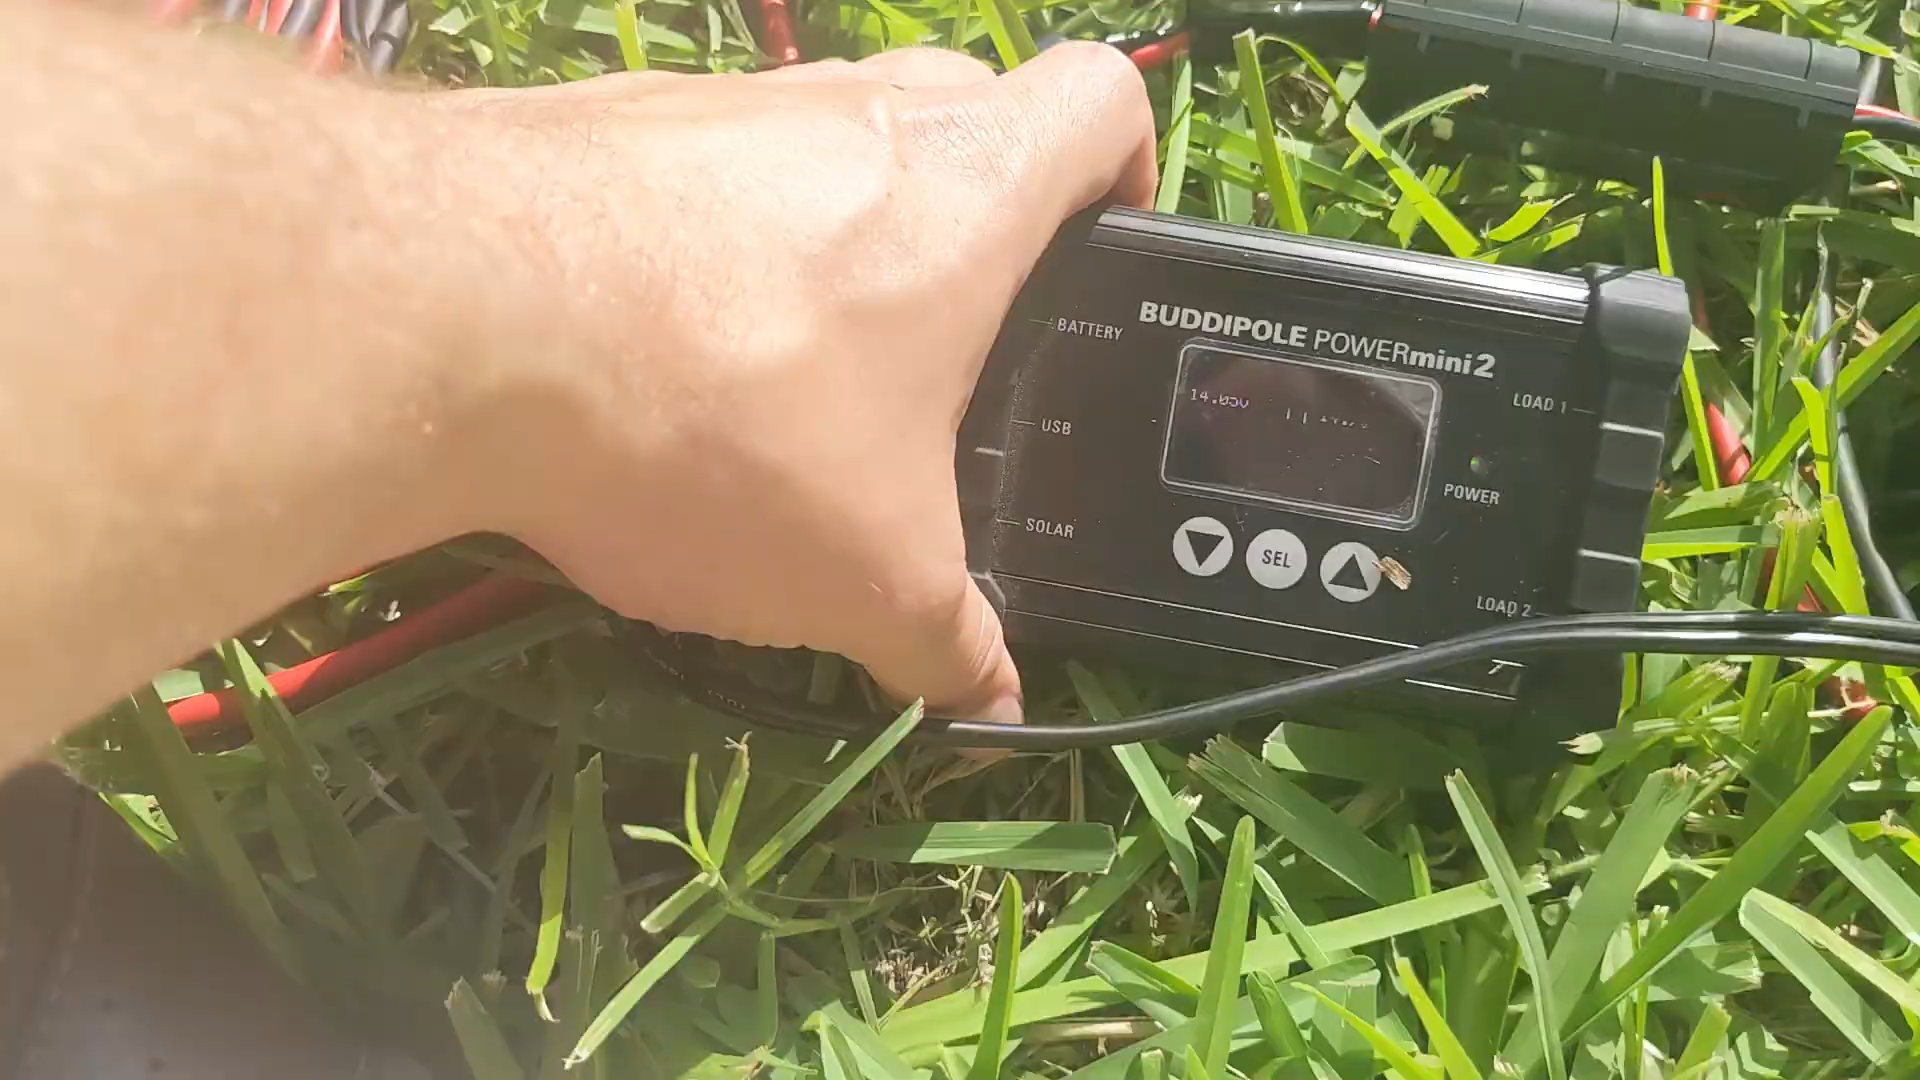 BUDDIPOLE POWERmini2
BATTERY
USB
SOLAR
LOAD 1
POWER
SEL
LOAD 2